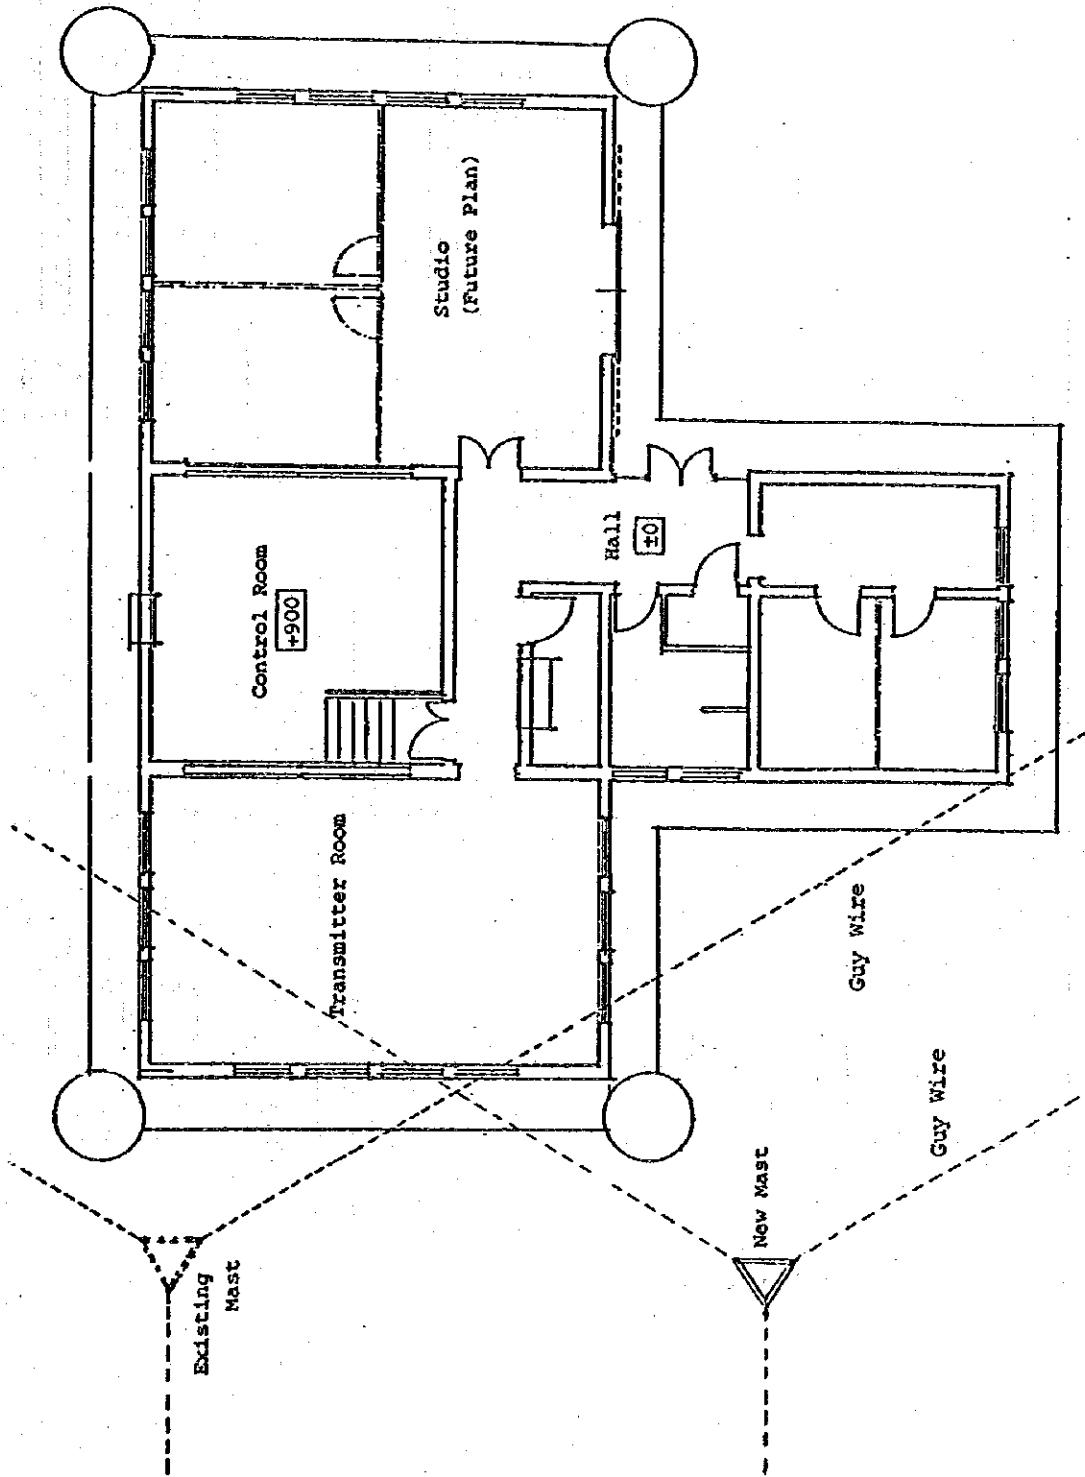 Existing
Mast
Transmitter Room
Control Room
+900
Studio
(Future Plan)
Hall
±0
New Mast
Guy Wire
Guy Wire